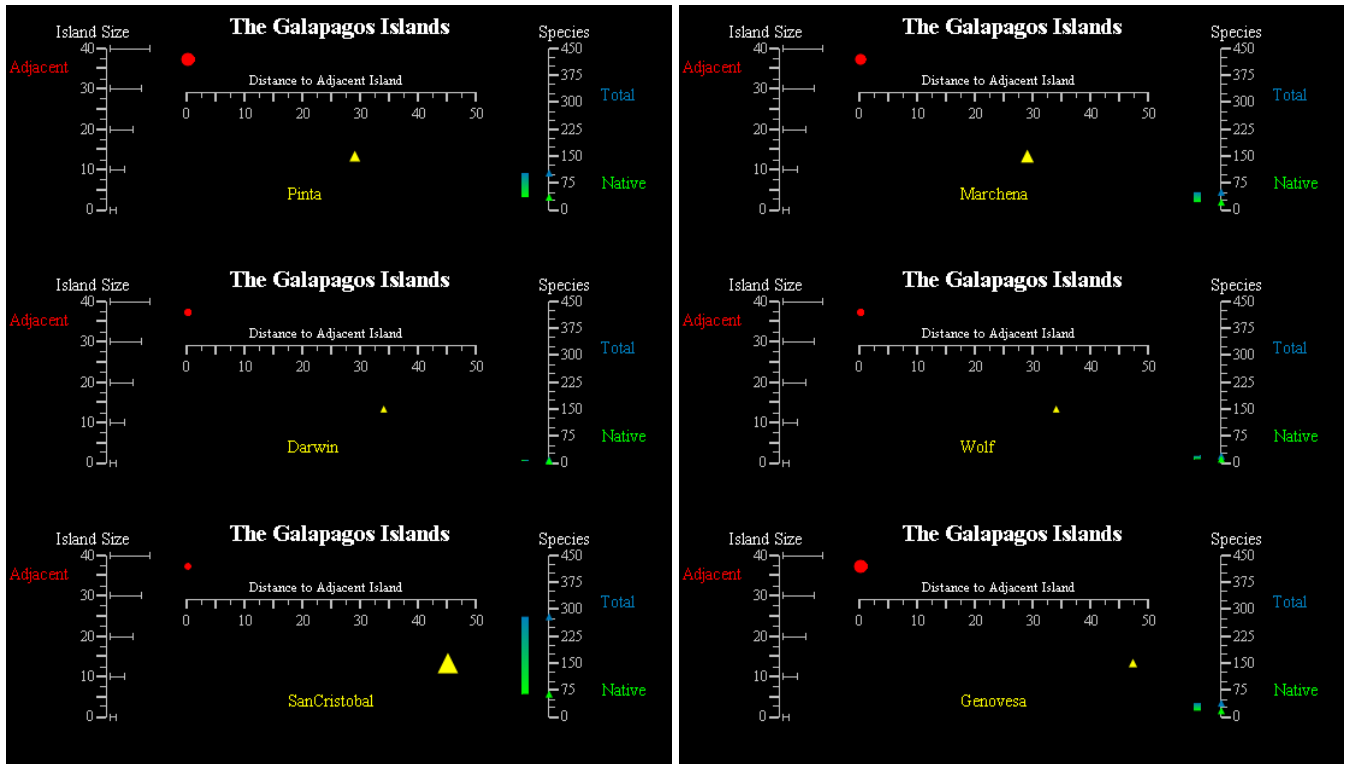 The Galapagos Islands
Island Size
Species
40
30
20
10
0
Adjacent
Distance to Adjacent Island
0 10 20 30 40 50
Pinta
450
375
300
225
150
75
0
Total
Native
The Galapagos Islands
Island Size
Species
40
30
20
10
0
Adjacent
Distance to Adjacent Island
0 10 20 30 40 50
Marchena
450
375
300
225
150
75
0
Total
Native
The Galapagos Islands
Island Size
Species
40
30
20
10
0
Adjacent
Distance to Adjacent Island
0 10 20 30 40 50
Darwin
450
375
300
225
150
75
0
Total
Native
The Galapagos Islands
Island Size
Species
40
30
20
10
0
Adjacent
Distance to Adjacent Island
0 10 20 30 40 50
Wolf
450
375
300
225
150
75
0
Total
Native
The Galapagos Islands
Island Size
Species
40
30
20
10
0
Adjacent
Distance to Adjacent Island
0 10 20 30 40 50
SanCristobal
450
375
300
225
150
75
0
Total
Native
The Galapagos Islands
Island Size
Species
40
30
20
10
0
Adjacent
Distance to Adjacent Island
0 10 20 30 40 50
Genovesa
450
375
300
225
150
75
0
Total
Native